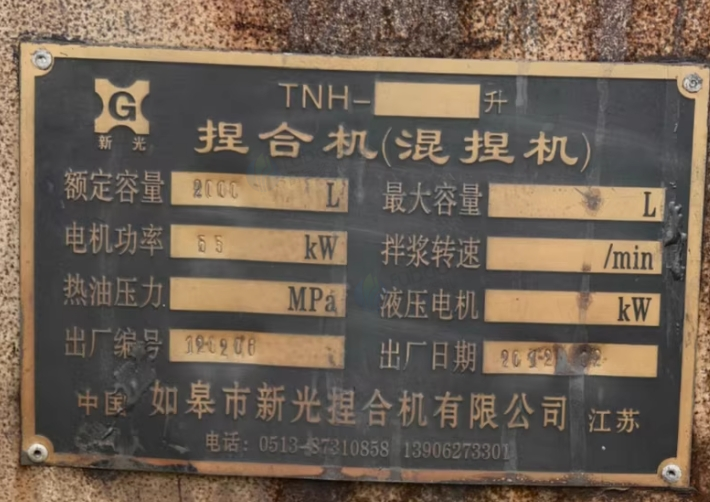 G
新光
TNH- 升
捏合机(混捏机)
额定容量 2000 L 最大容量 L
电机功率 55 kW 拌浆转速 /min
热油压力 MPa 液压电机 kW
出厂编号 120206 出厂日期
中国 如皋市新光捏合机有限公司 江苏
电话: 0513-87310858 13906273301